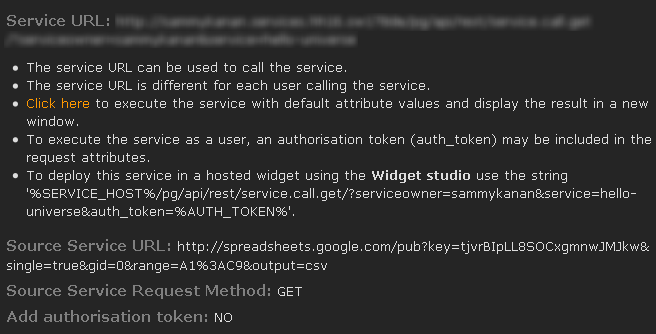 Service URL:
• The service URL can be used to call the service.
• The service URL is different for each user calling the service.
• Click here to execute the service with default attribute values and display the result in a new
window.
• To execute the service as a user, an authorisation token (auth_token) may be included in the
request attributes.
• To deploy this service in a hosted widget using the Widget studio use the string
'%SERVICE_HOST%/pg/api/rest/service.call.get/?serviceowner=sammykanan&service=hello-
universe&auth_token=%AUTH_TOKEN%'.
Source Service URL: http://spreadsheets.google.com/pub?key=tjvrBIpLL8SOCxgmnwJMJkw&
single=true&gid=0&range=A1%3AC9&output=csv
Source Service Request Method: GET
Add authorisation token: NO